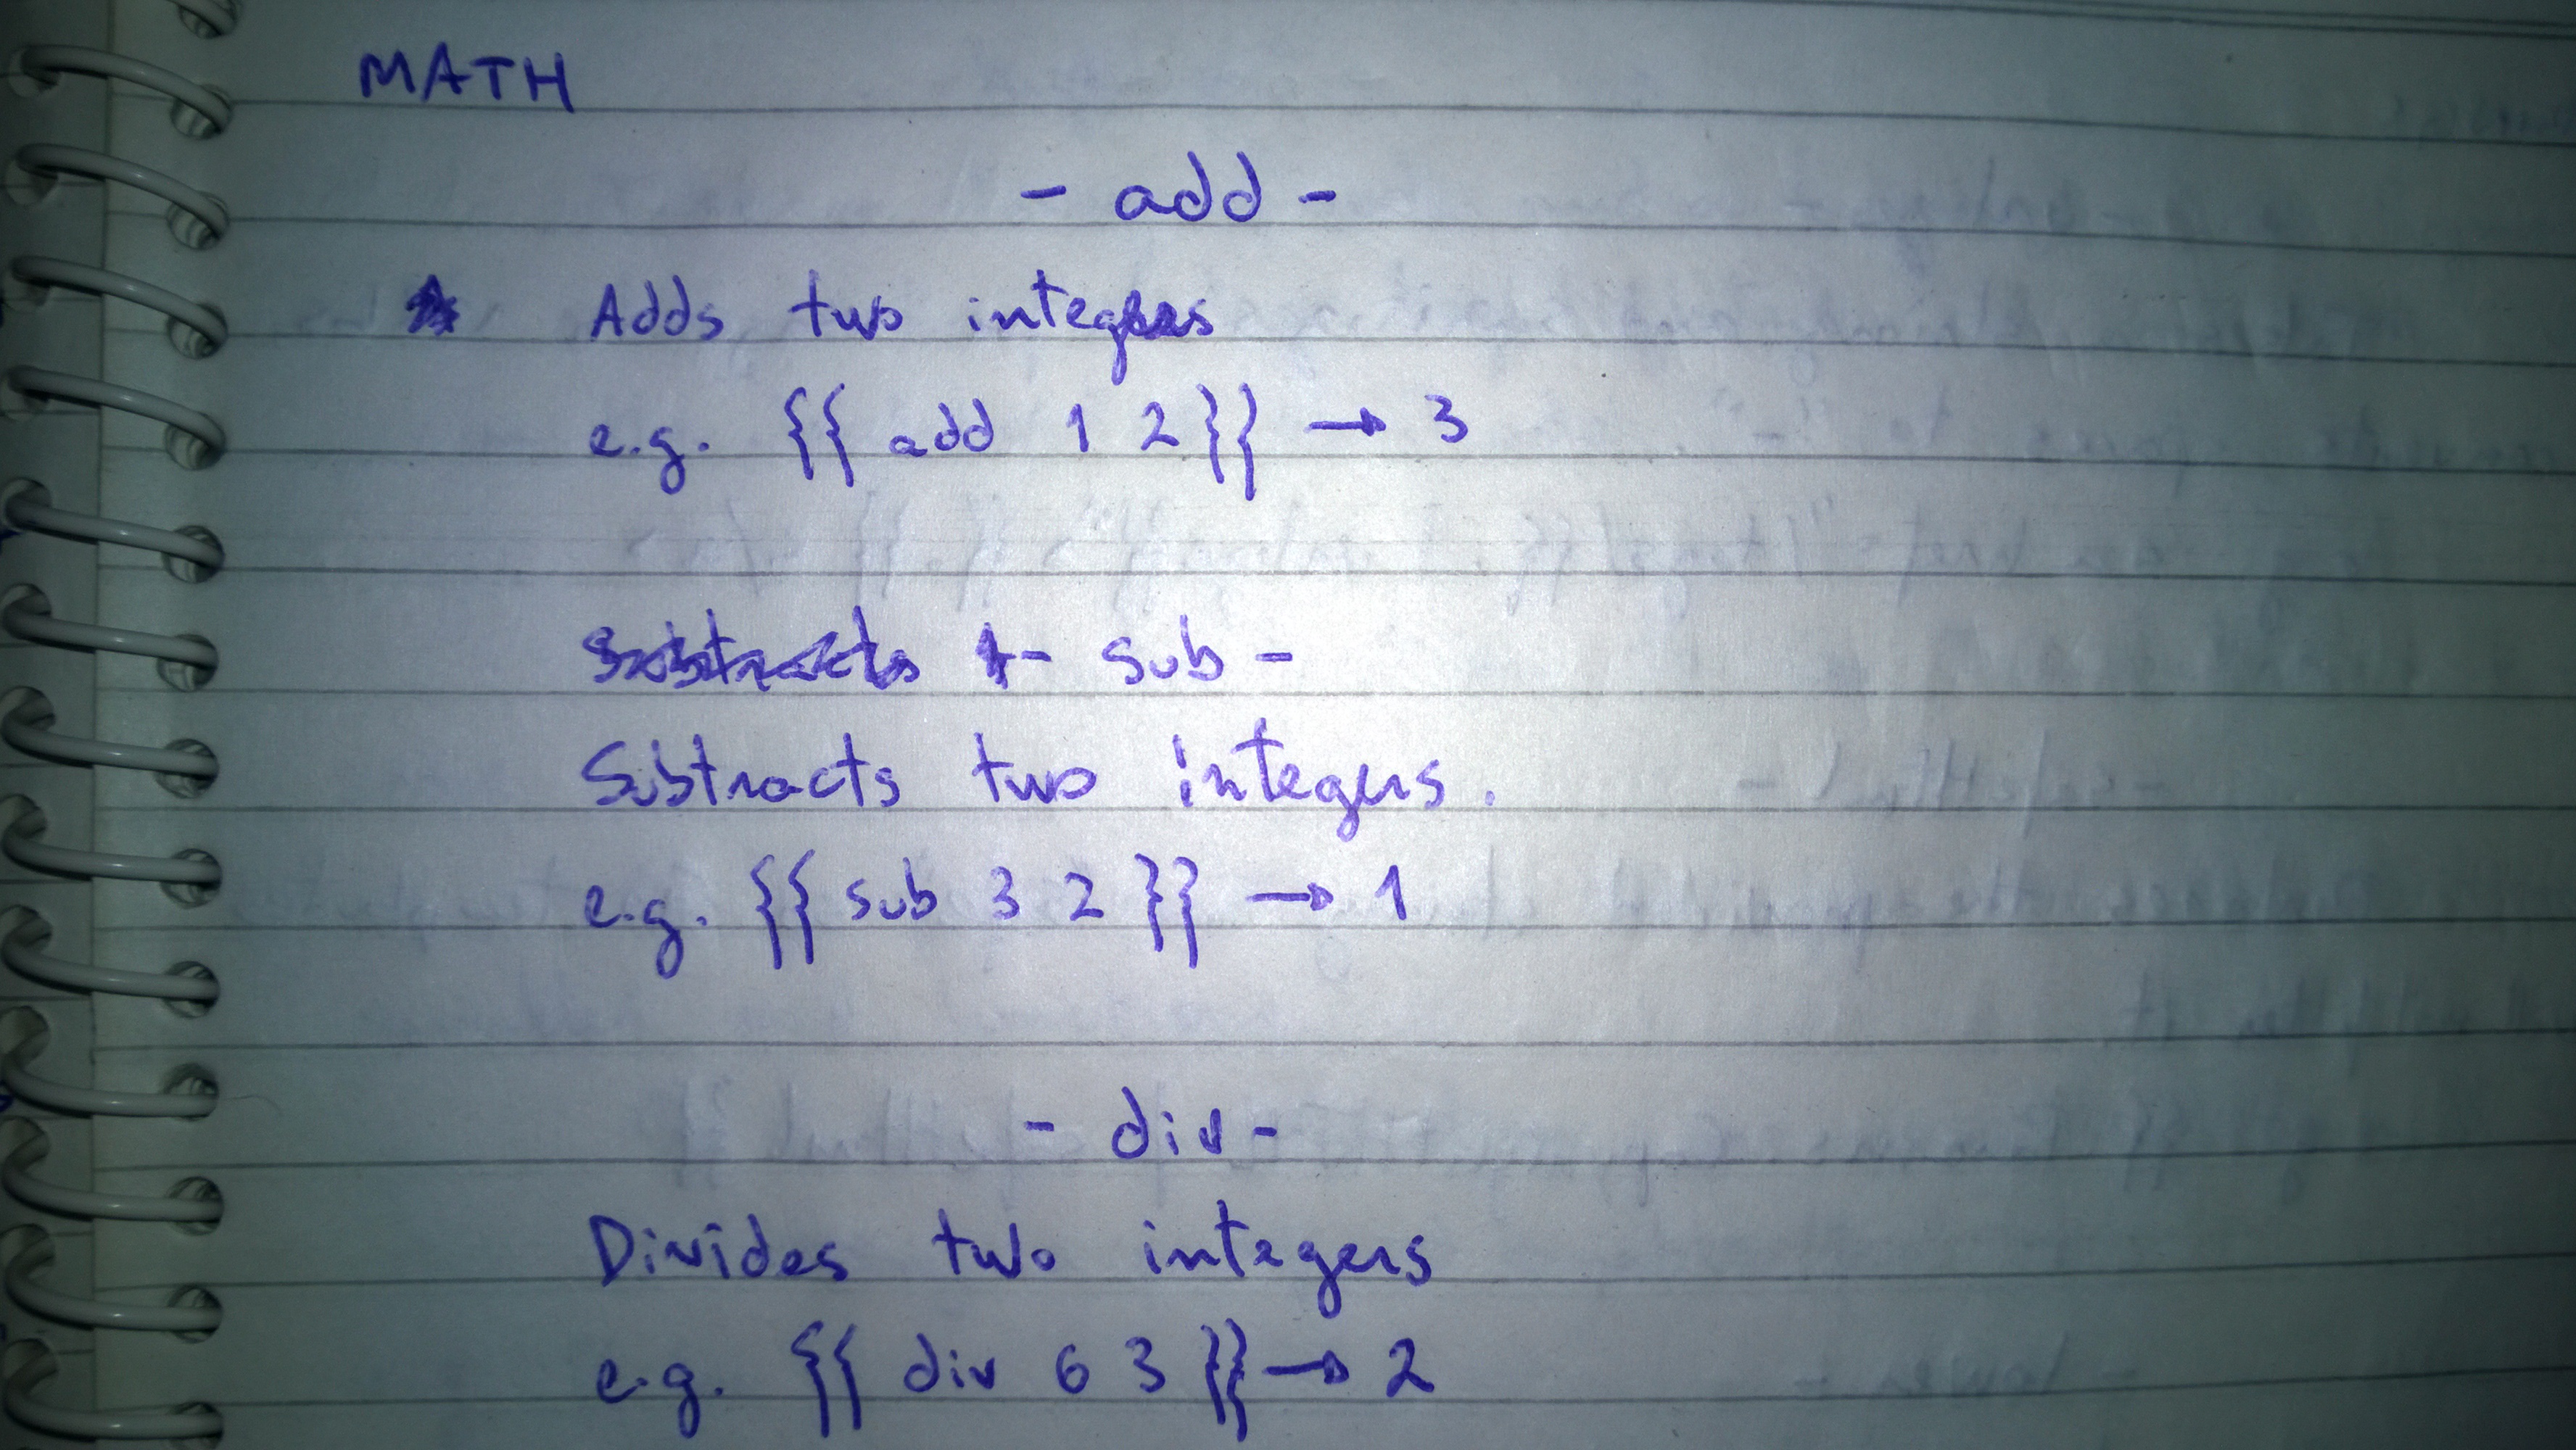 MATH
- add -
Adds two integers
e.g. {{ add 1 2 }} → 3
- sub -
Substracts two integers.
e.g. {{ sub 3 2 }} → 1
- div -
Divides two integers
e.g. {{ div 6 3 }} → 2